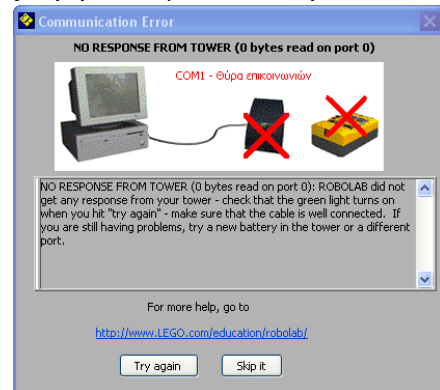 Communication Error
NO RESPONSE FROM TOWER (0 bytes read on port 0)
COM1 - Θύρα επικοινωνιών
NO RESPONSE FROM TOWER (0 bytes read on port 0): ROBOLAB did not
get any response from your tower - check that the green light turns on
when you hit "try again" - make sure that the cable is well connected.  If
you are still having problems, try a new battery in the tower or a different
port.
For more help, go to
http://www.LEGO.com/education/robolab/
Try again
Skip it